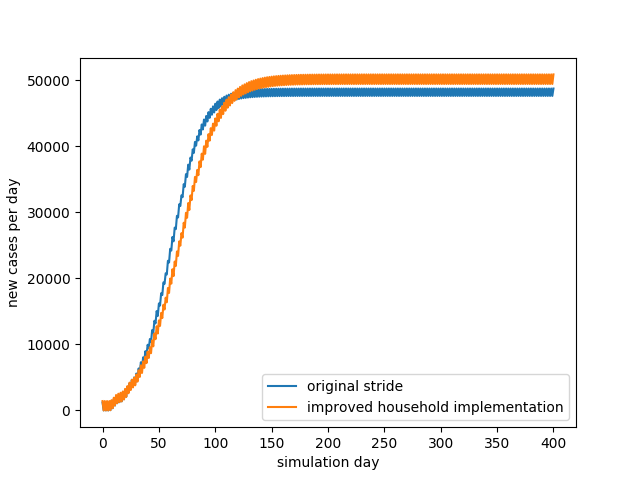 50000
40000
30000
20000
10000
0
new cases per day
original stride
improved household implementation
0 50 100 150 200 250 300 350 400
simulation day